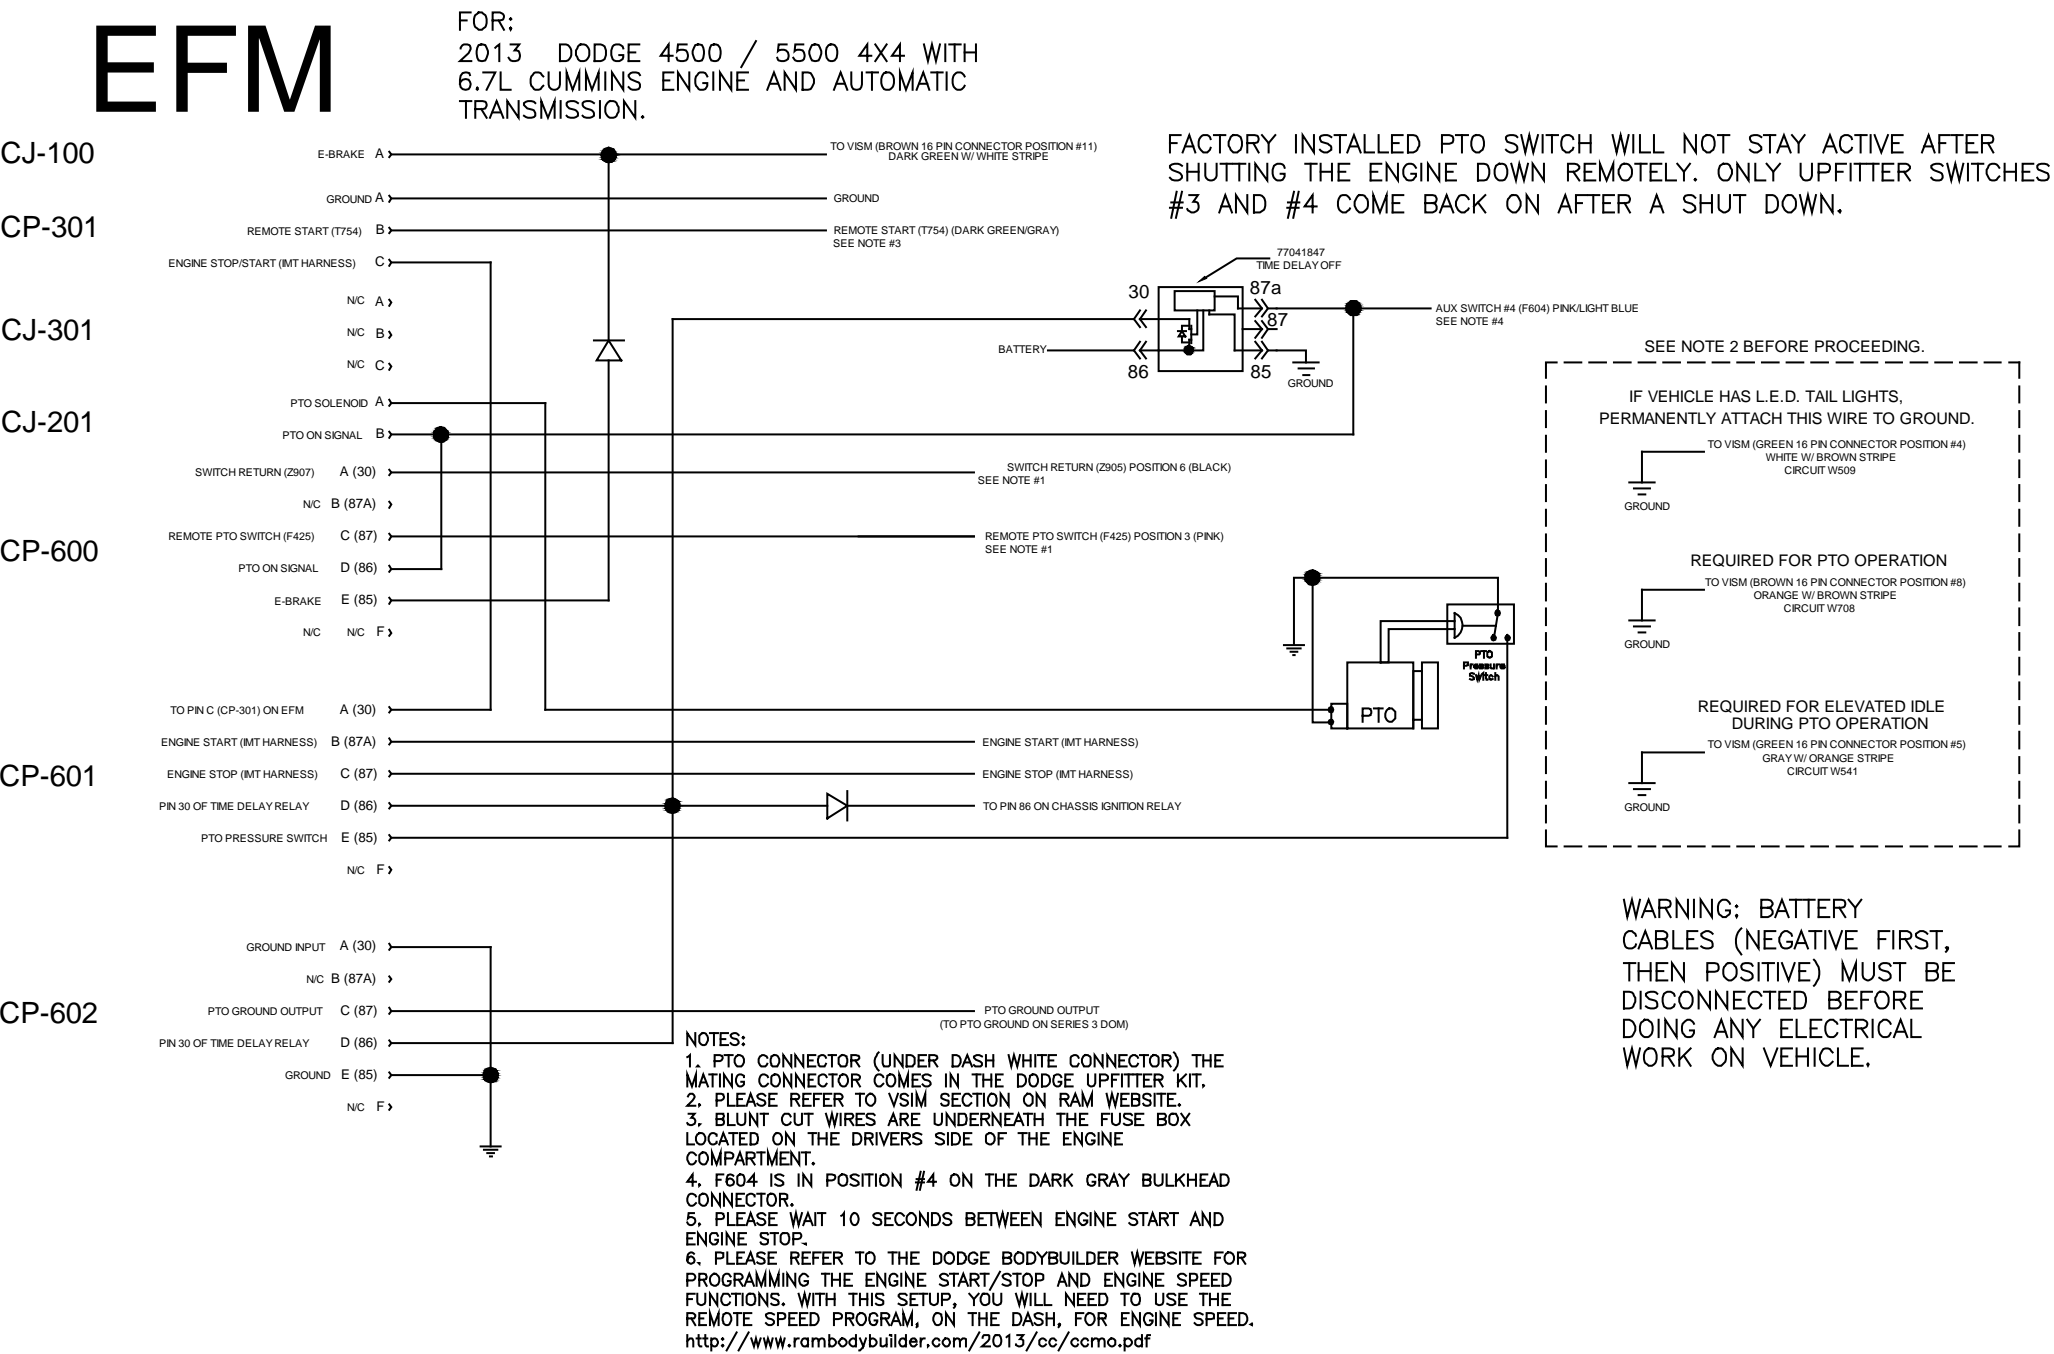 EFM
FOR:
2013 DODGE 4500 / 5500 4X4 WITH
6.7L CUMMINS ENGINE AND AUTOMATIC
TRANSMISSION.
FACTORY INSTALLED PTO SWITCH WILL NOT STAY ACTIVE AFTER
SHUTTING THE ENGINE DOWN REMOTELY. ONLY UPFITTER SWITCHES
#3 AND #4 COME BACK ON AFTER A SHUT DOWN.
CJ-100
E-BRAKE A
TO VISM (BROWN 16 PIN CONNECTOR POSITION #11)
DARK GREEN W/ WHITE STRIPE
CP-301
GROUND A
GROUND
REMOTE START (T754) B
REMOTE START (T754) (DARK GREEN/GRAY)
SEE NOTE #3
ENGINE STOP/START (IMT HARNESS) C
77041847
TIME DELAY OFF
30
87a
87
86
85
BATTERY
GROUND
AUX SWITCH #4 (F604) PINK/LIGHT BLUE
SEE NOTE #4
CJ-301
N/C A
N/C B
N/C C
CJ-201
PTO SOLENOID A
PTO ON SIGNAL B
CP-600
SWITCH RETURN (Z907) A (30)
SWITCH RETURN (Z905) POSITION 6 (BLACK)
SEE NOTE #1
N/C B (87A)
REMOTE PTO SWITCH (F425) C (87)
REMOTE PTO SWITCH (F425) POSITION 3 (PINK)
SEE NOTE #1
PTO ON SIGNAL D (86)
E-BRAKE E (85)
N/C N/C F
PTO
Pressure
Switch
PTO
CP-601
TO PIN C (CP-301) ON EFM A (30)
ENGINE START (IMT HARNESS) B (87A)
ENGINE START (IMT HARNESS)
ENGINE STOP (IMT HARNESS) C (87)
ENGINE STOP (IMT HARNESS)
PIN 30 OF TIME DELAY RELAY D (86)
TO PIN 86 ON CHASSIS IGNITION RELAY
PTO PRESSURE SWITCH E (85)
N/C F
CP-602
GROUND INPUT A (30)
N/C B (87A)
PTO GROUND OUTPUT C (87)
PTO GROUND OUTPUT
(TO PTO GROUND ON SERIES 3 DOM)
PIN 30 OF TIME DELAY RELAY D (86)
GROUND E (85)
N/C F
SEE NOTE 2 BEFORE PROCEEDING.
IF VEHICLE HAS L.E.D. TAIL LIGHTS,
PERMANENTLY ATTACH THIS WIRE TO GROUND.
TO VISM (GREEN 16 PIN CONNECTOR POSITION #4)
WHITE W/ BROWN STRIPE
CIRCUIT W509
GROUND
REQUIRED FOR PTO OPERATION
TO VISM (BROWN 16 PIN CONNECTOR POSITION #8)
ORANGE W/ BROWN STRIPE
CIRCUIT W708
GROUND
REQUIRED FOR ELEVATED IDLE
DURING PTO OPERATION
TO VISM (GREEN 16 PIN CONNECTOR POSITION #5)
GRAY W/ ORANGE STRIPE
CIRCUIT W541
GROUND
WARNING: BATTERY
CABLES (NEGATIVE FIRST,
THEN POSITIVE) MUST BE
DISCONNECTED BEFORE
DOING ANY ELECTRICAL
WORK ON VEHICLE.
NOTES:
1. PTO CONNECTOR (UNDER DASH WHITE CONNECTOR) THE
MATING CONNECTOR COMES IN THE DODGE UPFITTER KIT.
2. PLEASE REFER TO VSIM SECTION ON RAM WEBSITE.
3. BLUNT CUT WIRES ARE UNDERNEATH THE FUSE BOX
LOCATED ON THE DRIVERS SIDE OF THE ENGINE
COMPARTMENT.
4. F604 IS IN POSITION #4 ON THE DARK GRAY BULKHEAD
CONNECTOR.
5. PLEASE WAIT 10 SECONDS BETWEEN ENGINE START AND
ENGINE STOP.
6. PLEASE REFER TO THE DODGE BODYBUILDER WEBSITE FOR
PROGRAMMING THE ENGINE START/STOP AND ENGINE SPEED
FUNCTIONS. WITH THIS SETUP, YOU WILL NEED TO USE THE
REMOTE SPEED PROGRAM, ON THE DASH, FOR ENGINE SPEED.
http://www.rambodybuilder.com/2013/cc/ccmo.pdf